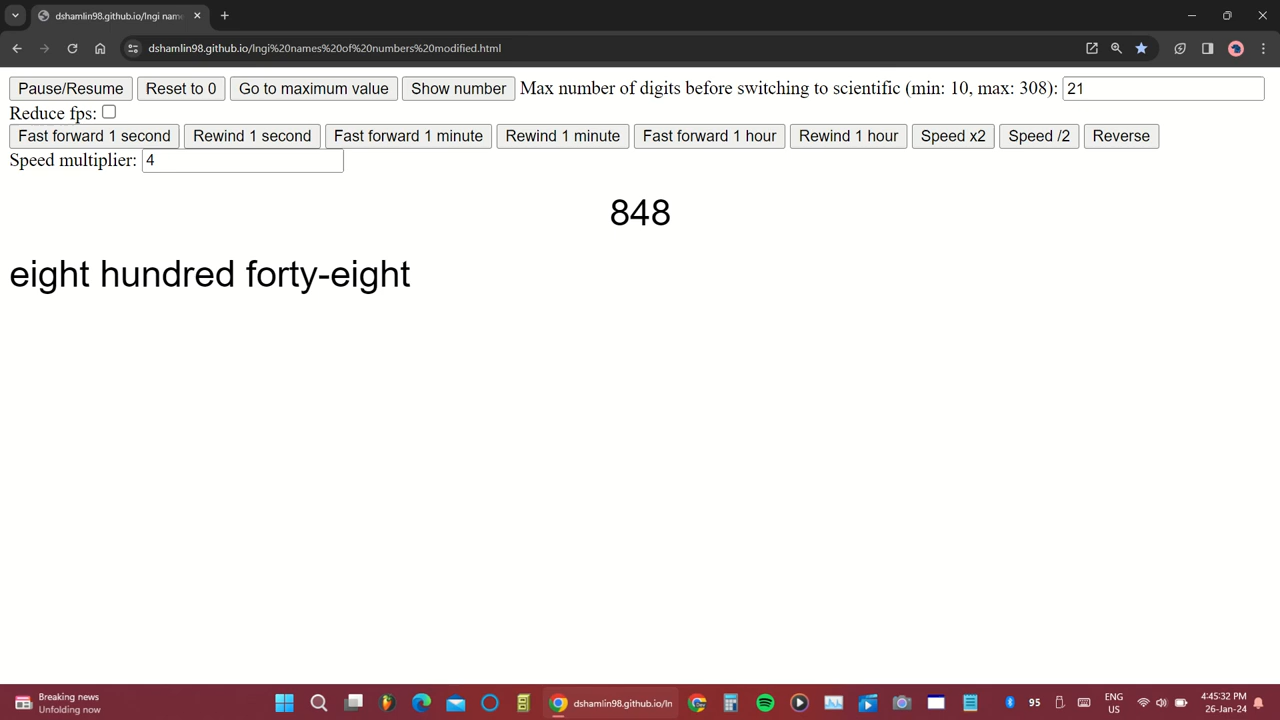 dshamlin98.github.io/lngi name
dshamlin98.github.io/lngi%20names%20of%20numbers%20modified.html
Pause/Resume Reset to 0 Go to maximum value Show number Max number of digits before switching to scientific (min: 10, max: 308): 21
Reduce fps:
Fast forward 1 second Rewind 1 second Fast forward 1 minute Rewind 1 minute Fast forward 1 hour Rewind 1 hour Speed x2 Speed /2 Reverse
Speed multiplier: 4
848
eight hundred forty-eight
Breaking news
Unfolding now
dshamlin98.github.io/ln
95
ENG
US
4:45:32 PM
26-Jan-24